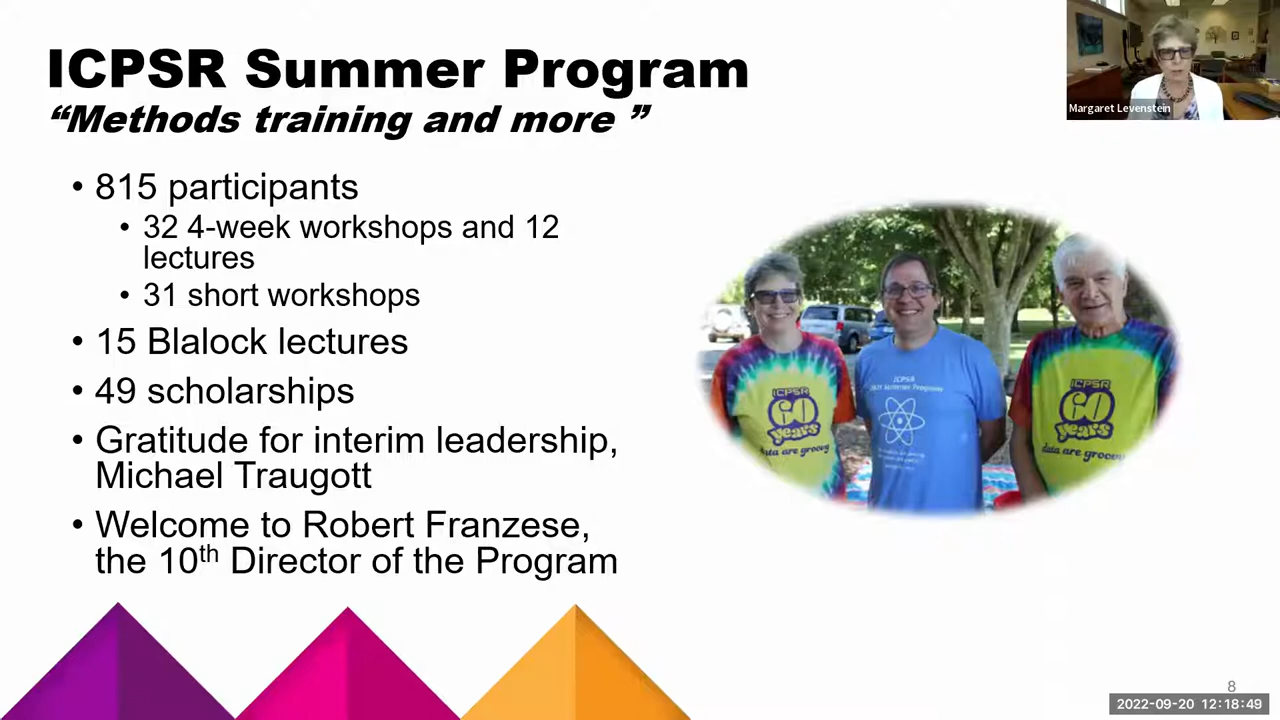 ICPSR Summer Program
“Methods training and more ”
Margaret Levenstein
• 815 participants
• 32 4-week workshops and 12
lectures
• 31 short workshops
• 15 Blalock lectures
• 49 scholarships
• Gratitude for interim leadership,
Michael Traugott
• Welcome to Robert Franzese,
the 10th Director of the Program
ICPSR
60
years
data are groovy
ICPSR
Summer Program
ICPSR
60
years
data are groovy
8
2022-09-20 12:18:49